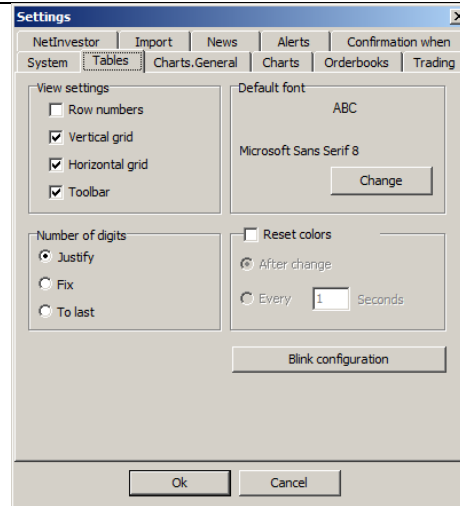 Settings
NetInvestor Import News Alerts Confirmation when
System Tables Charts.General Charts Orderbooks Trading
View settings
Row numbers
Vertical grid
Horizontal grid
Toolbar
Default font
ABC
Microsoft Sans Serif 8
Change
Number of digits
Justify
Fix
To last
Reset colors
After change
Every 1 Seconds
Blink configuration
Ok Cancel